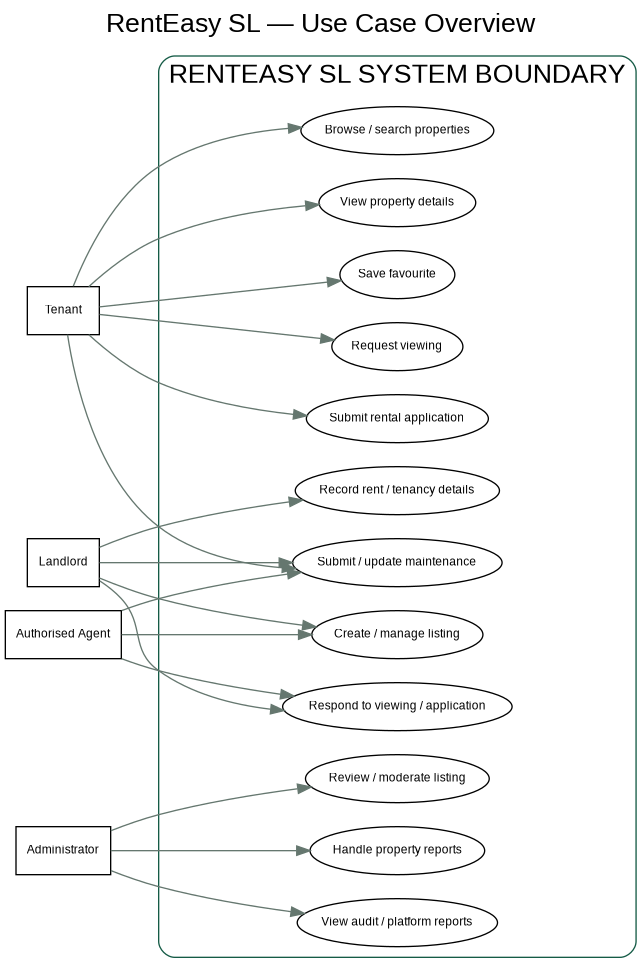 RentEasy SL — Use Case Overview
RENTEASY SL SYSTEM BOUNDARY
Browse / search properties
View property details
Save favourite
Tenant
Request viewing
Submit rental application
Record rent / tenancy details
Landlord
Submit / update maintenance
Authorised Agent
Create / manage listing
Respond to viewing / application
Review / moderate listing
Administrator
Handle property reports
View audit / platform reports